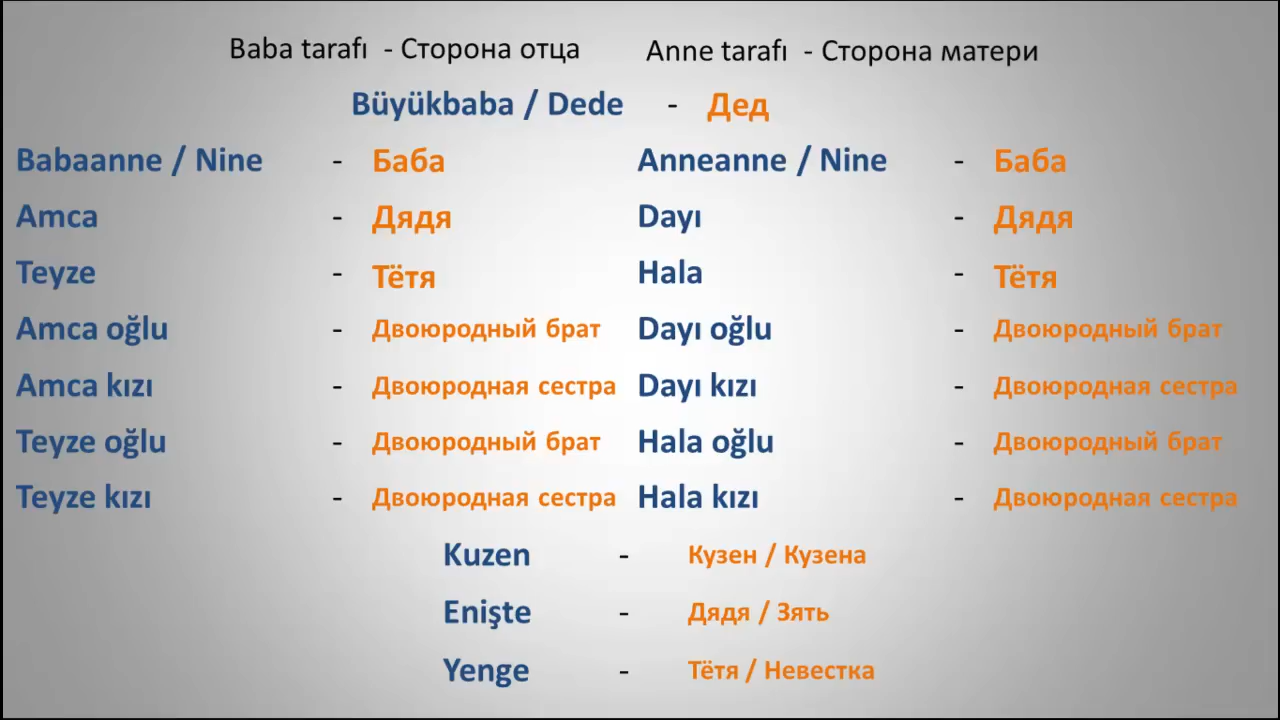 Baba tarafı - Сторона отца Anne tarafı - Сторона матери
Büyükbaba / Dede - Дед
Babaanne / Nine - Баба Anneanne / Nine - Баба
Amca - Дядя Dayı - Дядя
Teyze - Тётя Hala - Тётя
Amca oğlu - Двоюродный брат Dayı oğlu - Двоюродный брат
Amca kızı - Двоюродная сестра Dayı kızı - Двоюродная сестра
Teyze oğlu - Двоюродный брат Hala oğlu - Двоюродный брат
Teyze kızı - Двоюродная сестра Hala kızı - Двоюродная сестра
Kuzen - Кузен / Кузена
Enişte - Дядя / Зять
Yenge - Тётя / Невестка